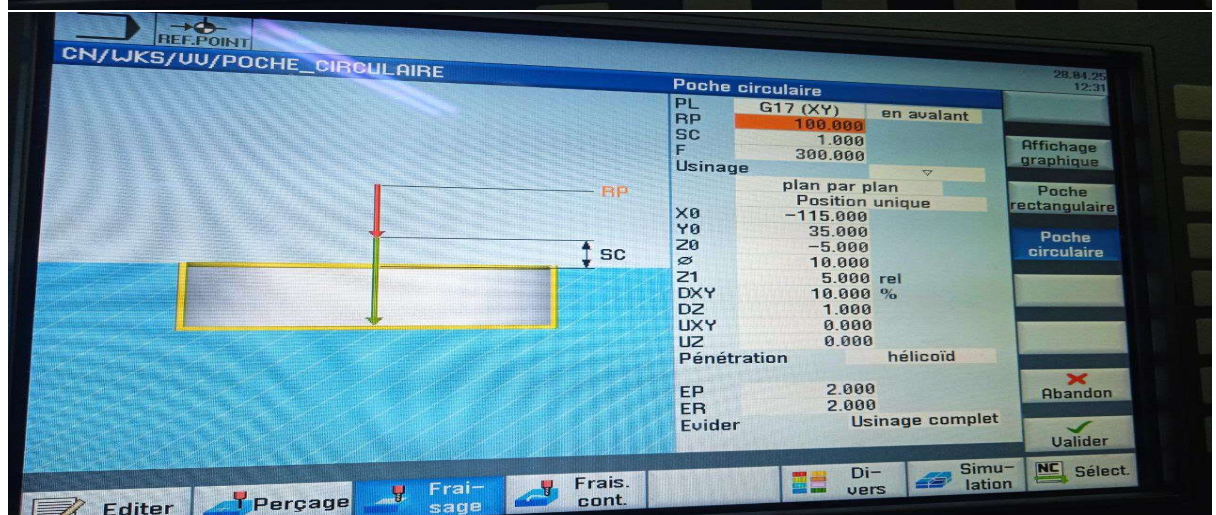 REF.POINT
CN/WKS/UU/POCHE_CIRCULAIRE
28.04.25
12:31
Poche circulaire
PL G17 (XY) en avalant
RP 100.000
SC 1.000
F 300.000
Usinage ▽
plan par plan
Position unique
X0 -115.000
Y0 35.000
Z0 -5.000
Ø 10.000
Z1 5.000 rel
DXY 10.000 %
DZ 1.000
UXY 0.000
UZ 0.000
Pénétration hélicoïd
EP 2.000
ER 2.000
Evider Usinage complet
RP
SC
Affichage
graphique
Poche
rectangulaire
Poche
circulaire
Abandon
Valider
Editer
Perçage
Frai-
sage
Frais.
cont.
Di-
vers
Simu-
lation
NC Sélect.